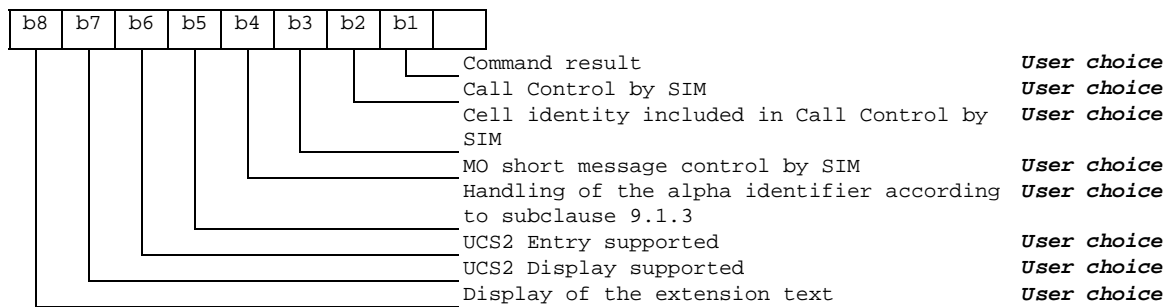 b8 b7 b6 b5 b4 b3 b2 b1
Command result User choice
Call Control by SIM User choice
Cell identity included in Call Control by User choice
SIM
MO short message control by SIM User choice
Handling of the alpha identifier according User choice
to subclause 9.1.3
UCS2 Entry supported User choice
UCS2 Display supported User choice
Display of the extension text User choice